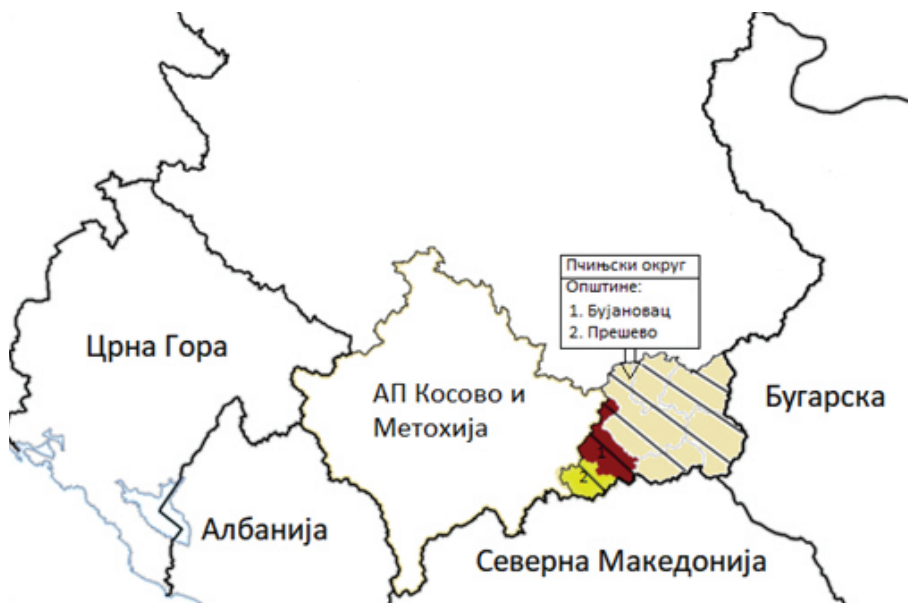 Пчињски округ
Општине:
1. Бујановац
2. Прешево
Црна Гора
АП Косово и
Метохија
Бугарска
1
2
Албанија
Северна Македонија